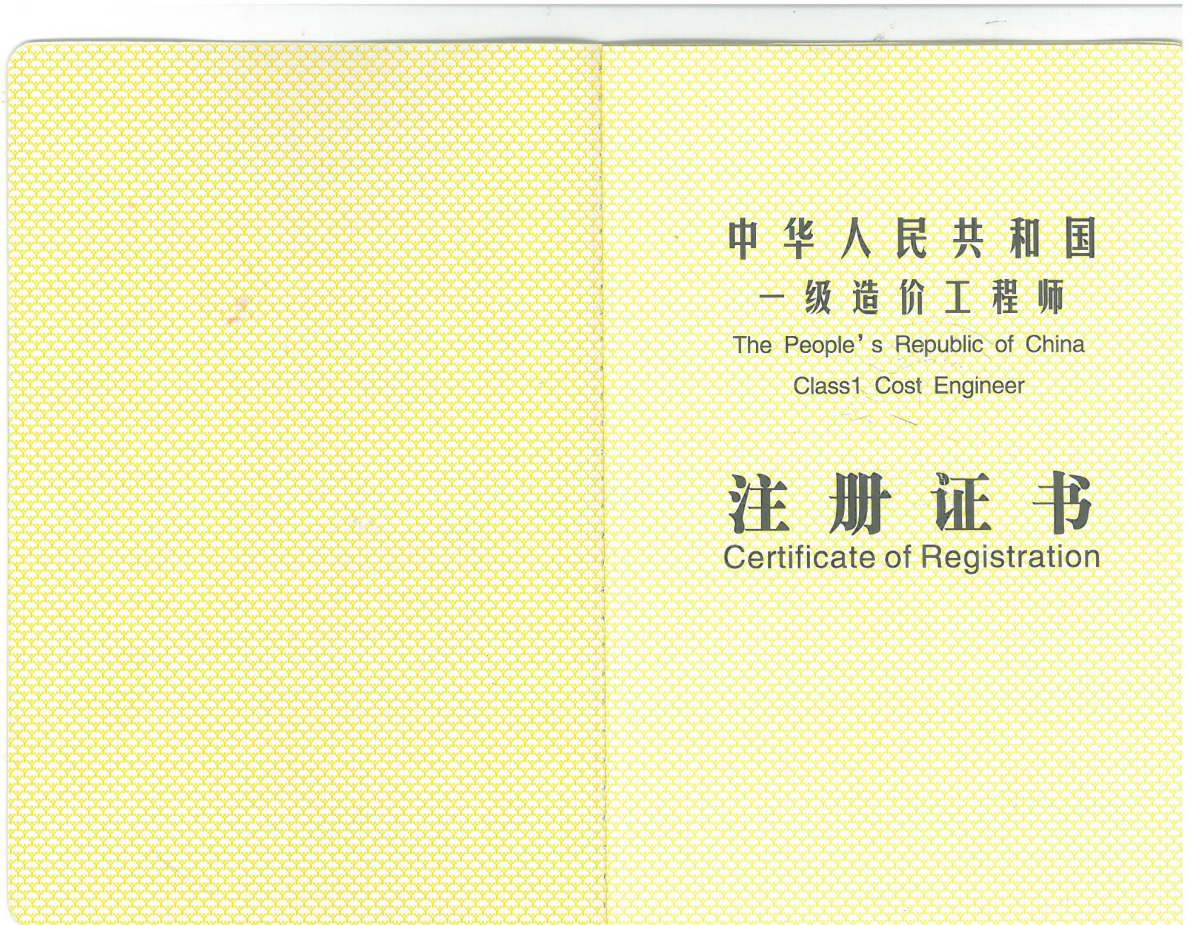 中华人民共和国
一级造价工程师
The People's Republic of China
Class1 Cost Engineer
注册证书
Certificate of Registration